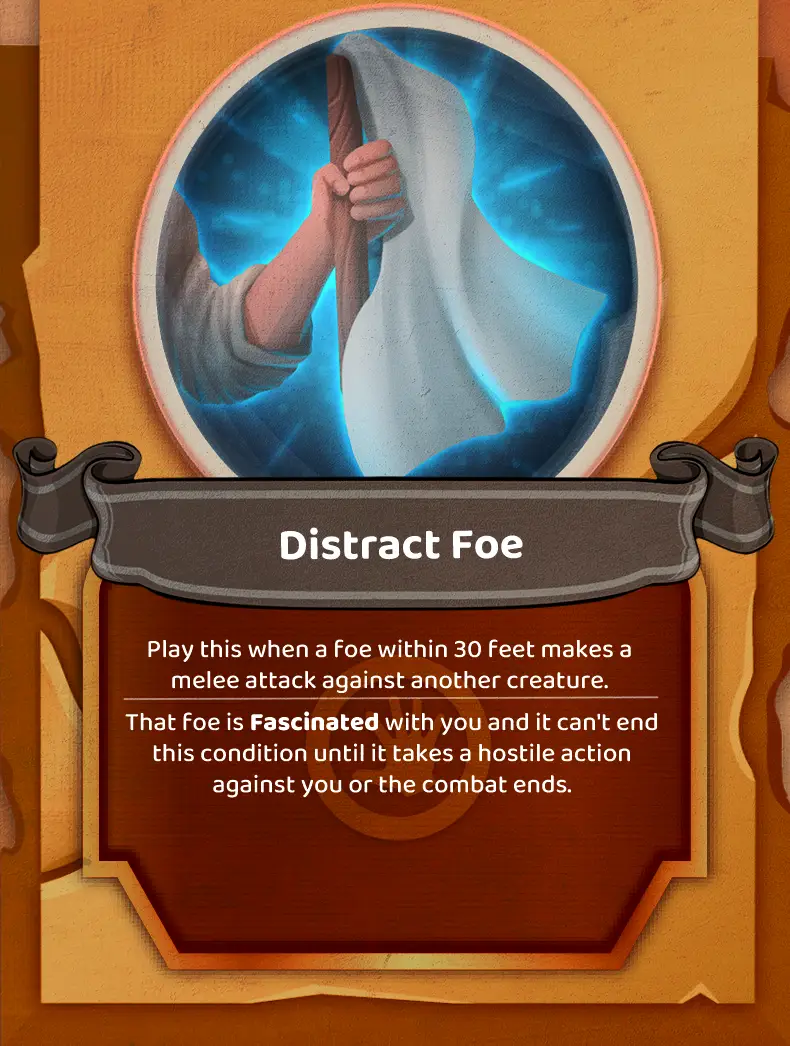 Distract Foe
Play this when a foe within 30 feet makes a
melee attack against another creature.
That foe is Fascinated with you and it can't end
this condition until it takes a hostile action
against you or the combat ends.